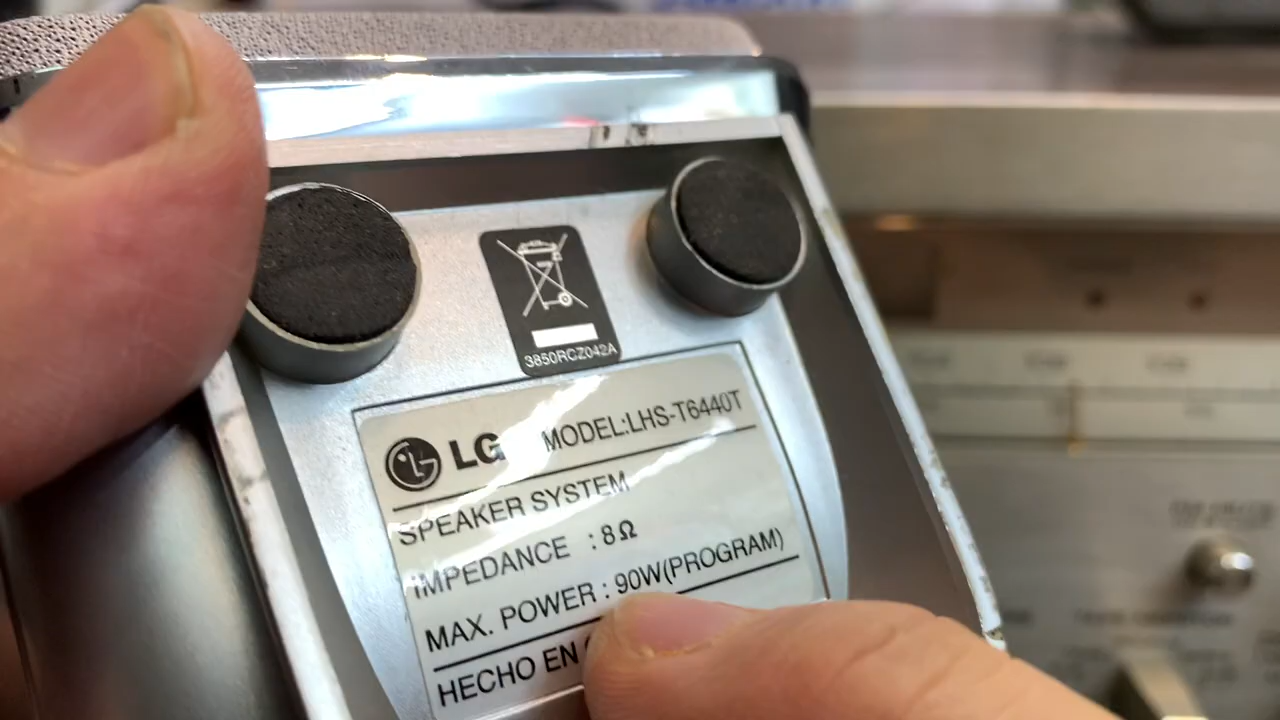 3850RCZ042A
LG MODEL:LHS-T6440T
SPEAKER SYSTEM
IMPEDANCE : 8Ω
MAX. POWER : 90W(PROGRAM)
HECHO EN